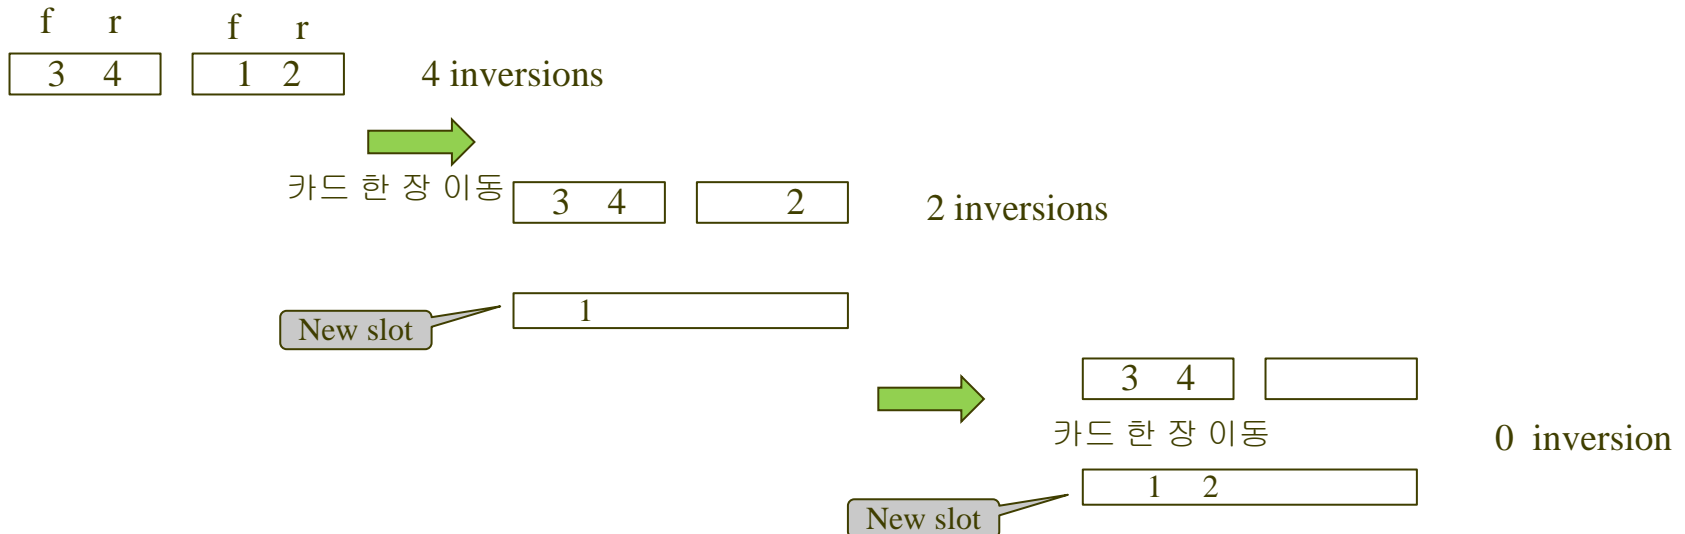 f r f r
3 4 1 2 4 inversions
카드 한 장 이동 3 4 2 2 inversions
New slot 1
3 4
카드 한 장 이동 0 inversion
New slot 1 2